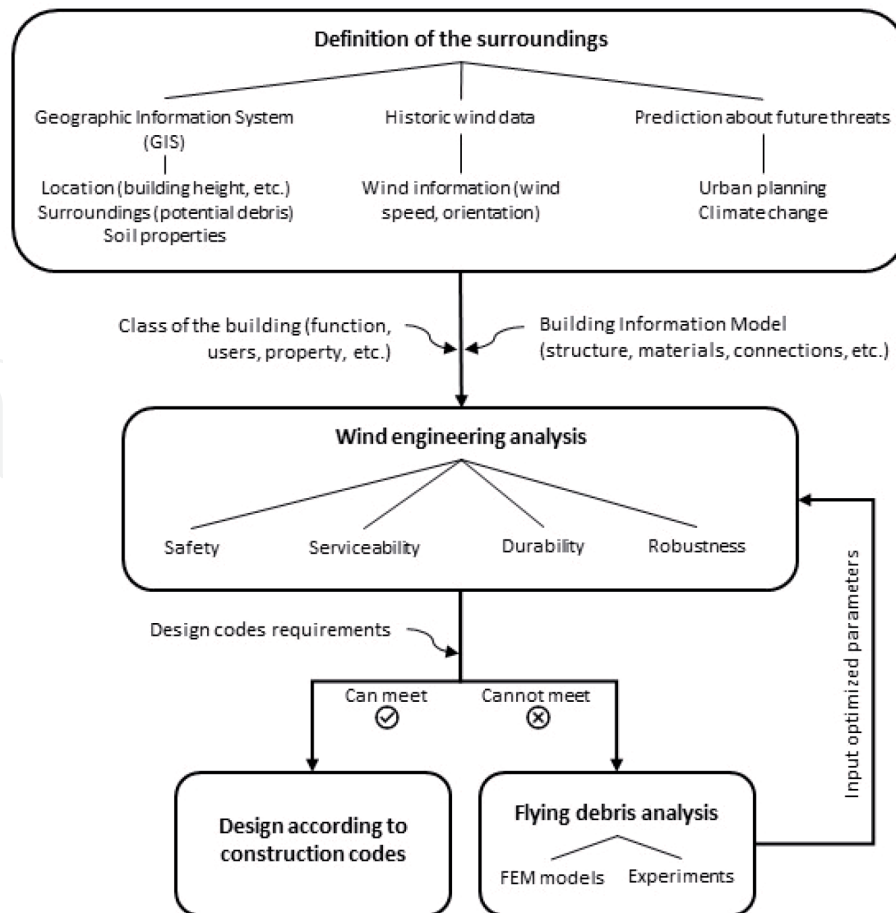 Definition of the surroundings
Geographic Information System
(GIS)
Historic wind data
Prediction about future threats
Location (building height, etc.)
Surroundings (potential debris)
Soil properties
Wind information (wind
speed, orientation)
Urban planning
Climate change
Class of the building (function,
users, property, etc.)
Building Information Model
(structure, materials, connections, etc.)
Wind engineering analysis
Safety
Serviceability
Durability
Robustness
Design codes requirements
Can meet
Cannot meet
Input optimized parameters
Design according to
construction codes
Flying debris analysis
FEM models
Experiments